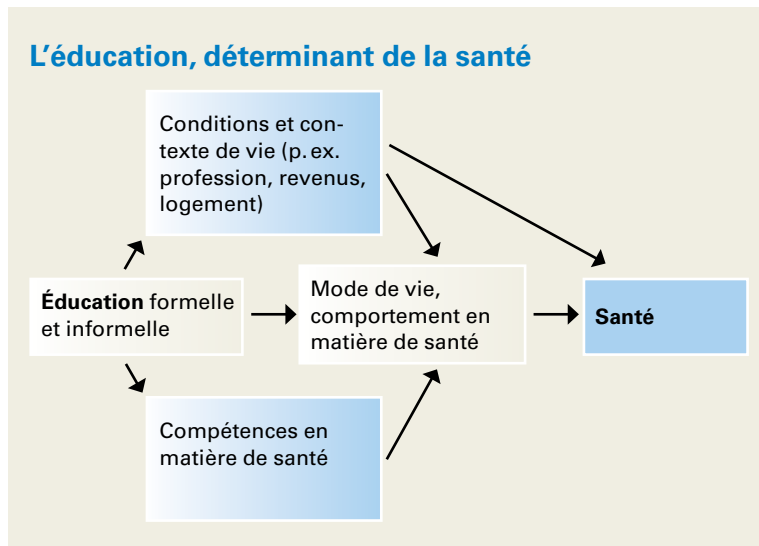 L'éducation, déterminant de la santé
Conditions et con-
texte de vie (p. ex.
profession, revenus,
logement)
Éducation formelle
et informelle
Mode de vie,
comportement en
matière de santé
Santé
Compétences en
matière de santé